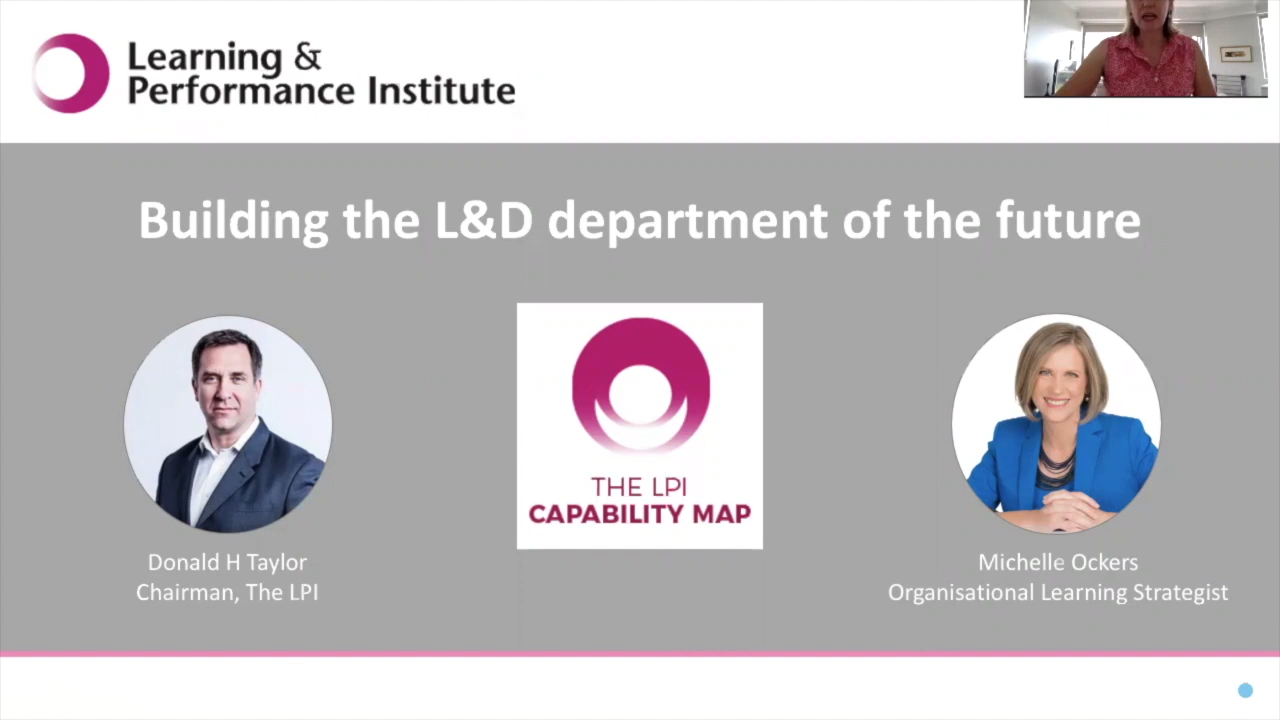 Learning &
Performance Institute
Building the L&D department of the future
THE LPI
CAPABILITY MAP
Donald H Taylor
Chairman, The LPI
Michelle Ockers
Organisational Learning Strategist